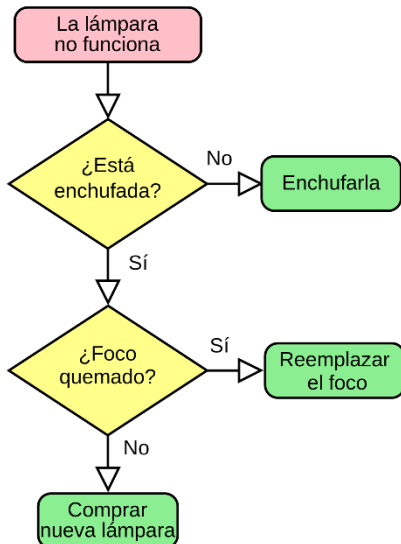 La lámpara
no funciona
¿Está
enchufada?
No
Enchufarla
Sí
¿Foco
quemado?
Sí
Reemplazar
el foco
No
Comprar
nueva lámpara